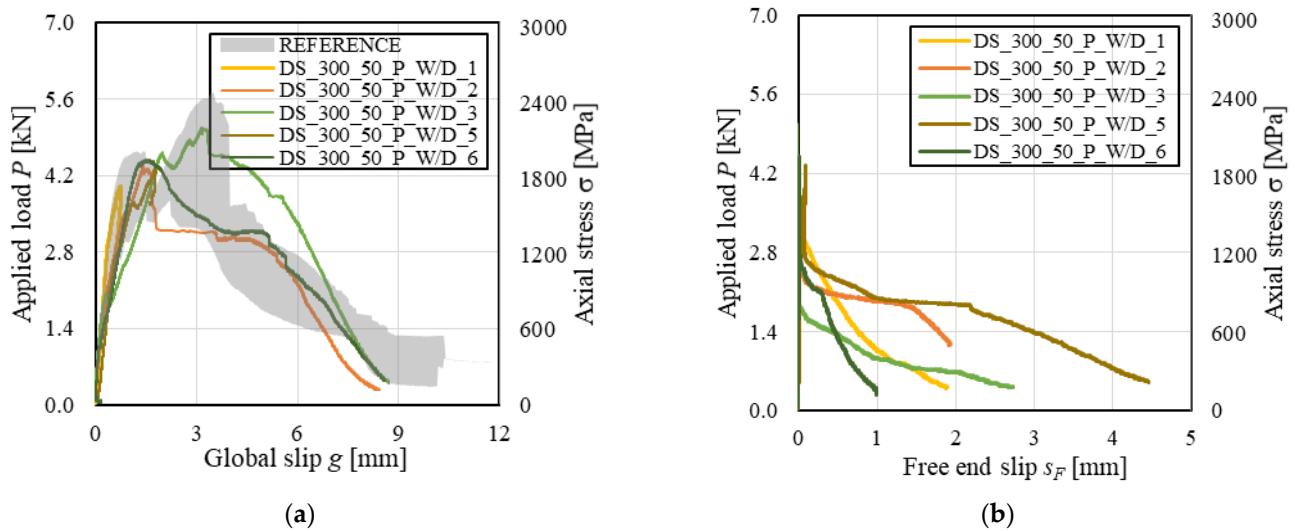 7.0
5.6
4.2
2.8
1.4
0.0
Applied load P [kN]
REFERENCE
DS_300_50_P_W/D_1
DS_300_50_P_W/D_2
DS_300_50_P_W/D_3
DS_300_50_P_W/D_5
DS_300_50_P_W/D_6
3000
2400
1800
1200
600
0
Axial stress σ [MPa]
0 3 6 9 12
Global slip g [mm]
(a)
7.0
5.6
4.2
2.8
1.4
0.0
Applied load P [kN]
DS_300_50_P_W/D_1
DS_300_50_P_W/D_2
DS_300_50_P_W/D_3
DS_300_50_P_W/D_5
DS_300_50_P_W/D_6
3000
2400
1800
1200
600
0
Axial stress σ [MPa]
0 1 2 3 4 5
Free end slip s_F [mm]
(b)